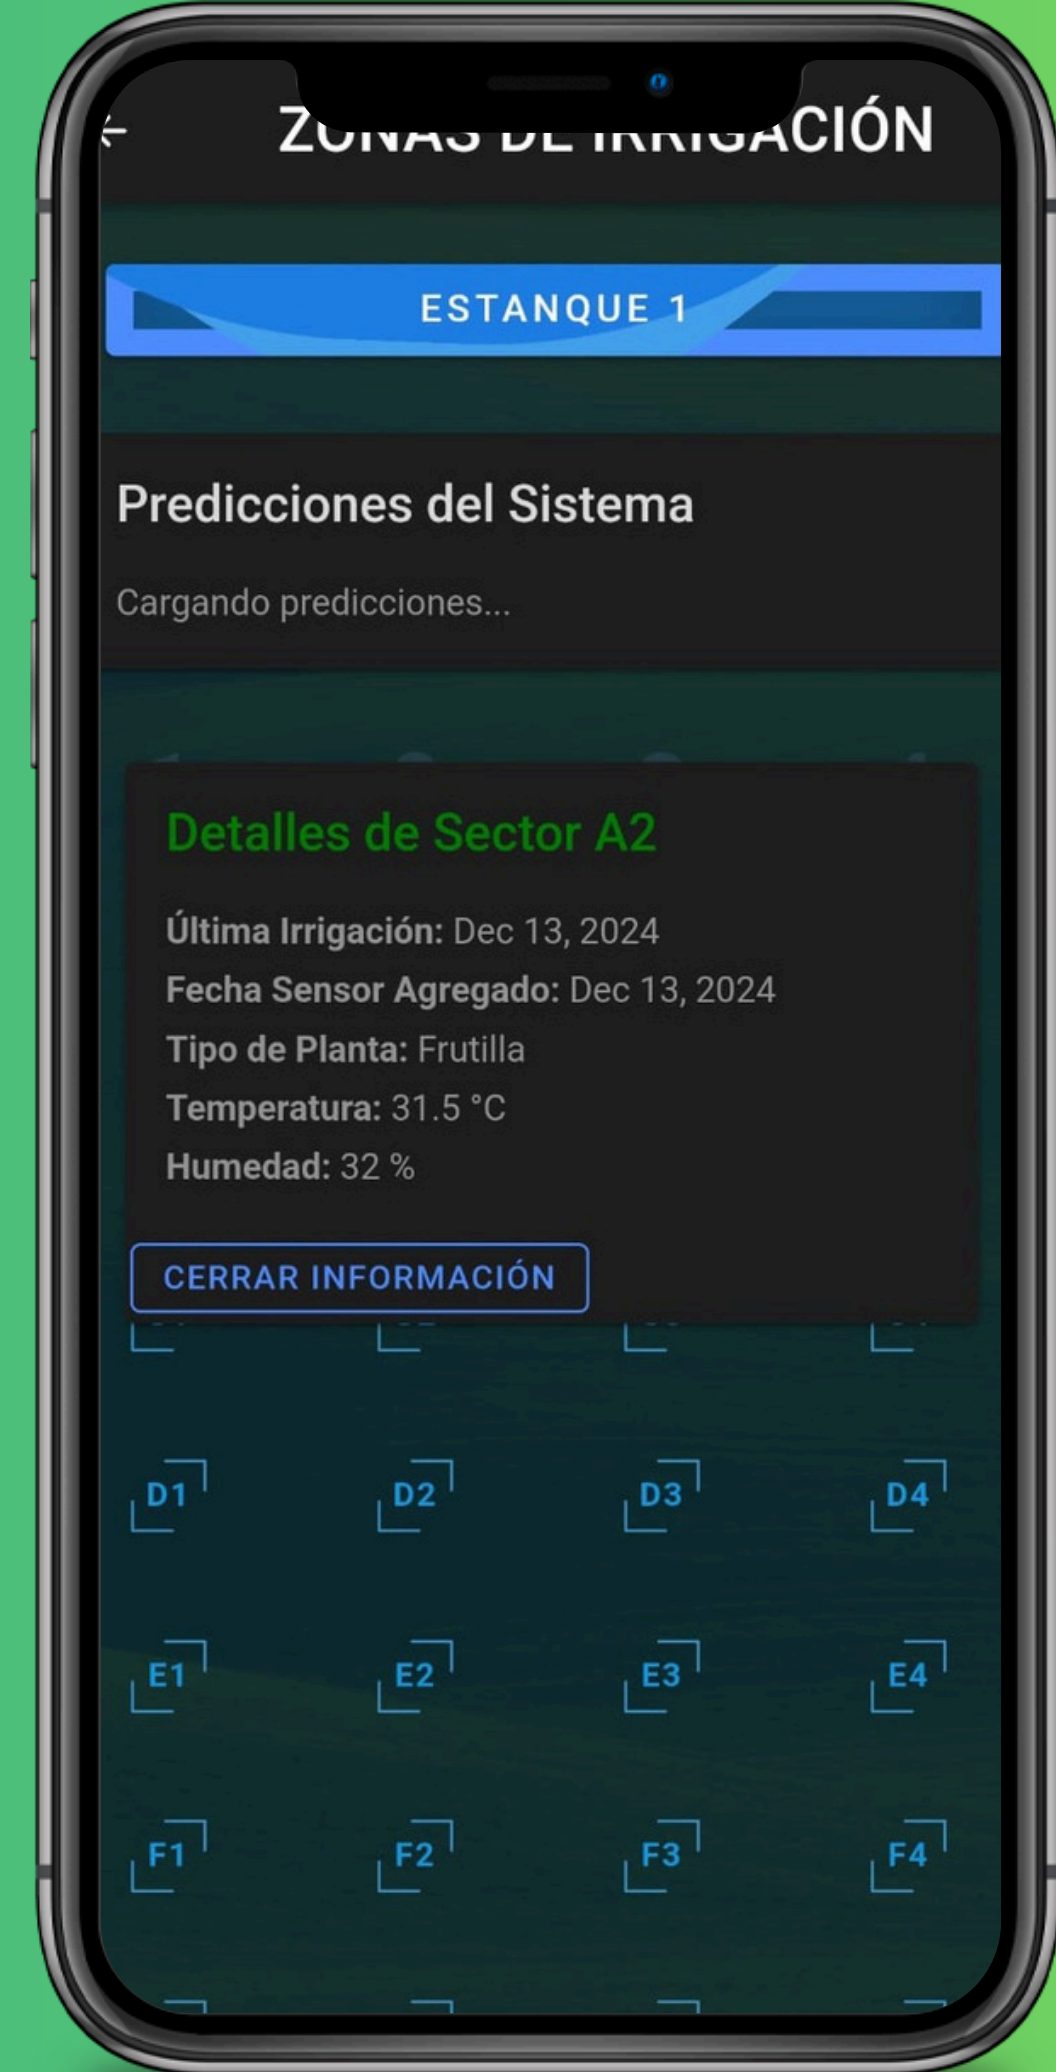 ZONAS DE IRRIGACIÓN
ESTANQUE 1
Predicciones del Sistema
Cargando predicciones...
Detalles de Sector A2
Última Irrigación: Dec 13, 2024
Fecha Sensor Agregado: Dec 13, 2024
Tipo de Planta: Frutilla
Temperatura: 31.5 °C
Humedad: 32 %
CERRAR INFORMACIÓN
D1 D2 D3 D4
E1 E2 E3 E4
F1 F2 F3 F4